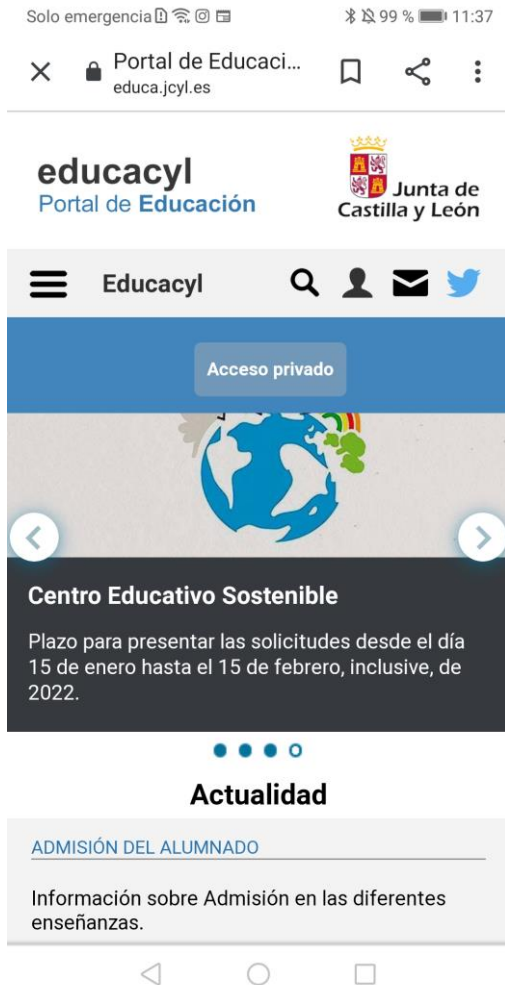 Solo emergencia
99 % 11:37
Portal de Educaci...
educa.jcyl.es
educacyl
Portal de Educación
Junta de
Castilla y León
Educacyl
Acceso privado
Centro Educativo Sostenible
Plazo para presentar las solicitudes desde el día
15 de enero hasta el 15 de febrero, inclusive, de
2022.
Actualidad
ADMISIÓN DEL ALUMNADO
Información sobre Admisión en las diferentes
enseñanzas.